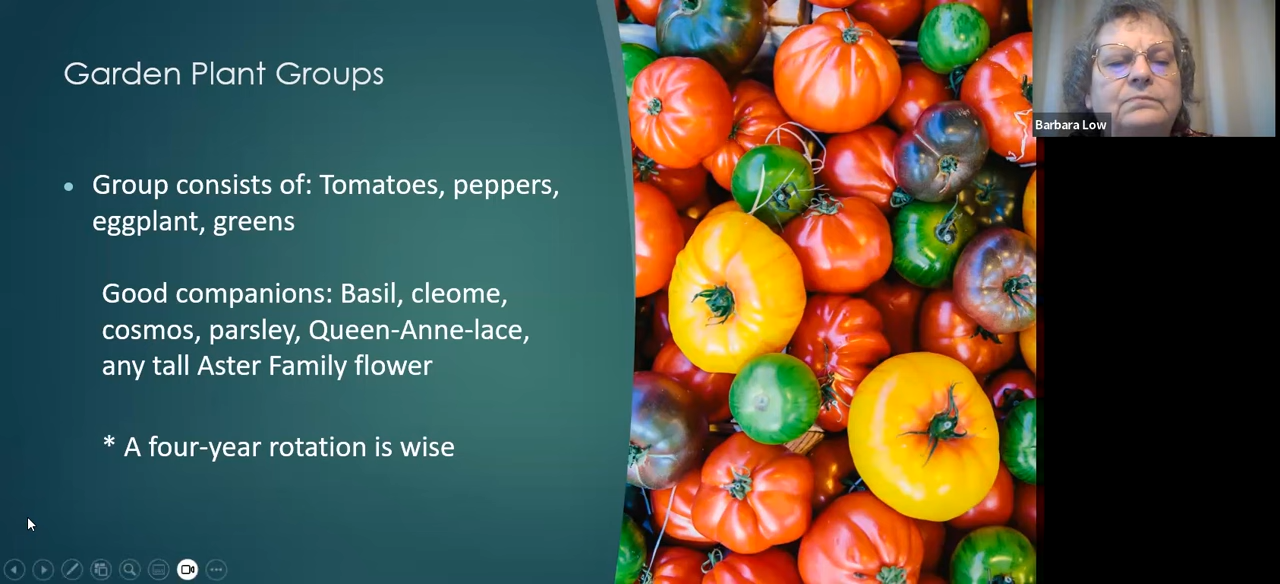 Garden Plant Groups
Group consists of: Tomatoes, peppers,
eggplant, greens
Good companions: Basil, cleome,
cosmos, parsley, Queen-Anne-lace,
any tall Aster Family flower
* A four-year rotation is wise
Barbara Low